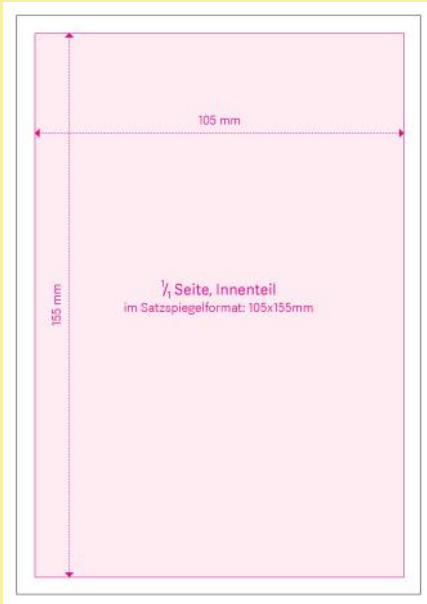 105 mm
155 mm
1/1 Seite, Innenteil
im Satzspiegelformat: 105x155mm